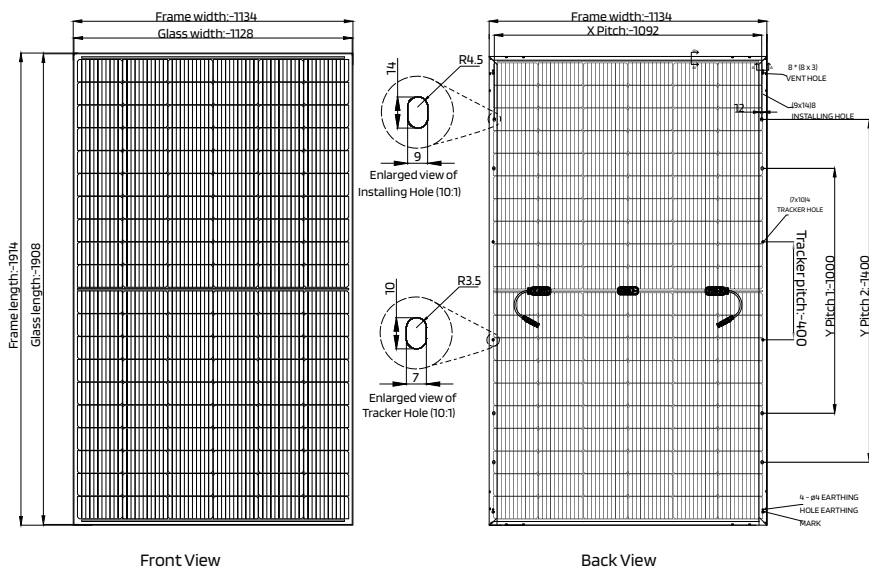 Frame width:-1134
Glass width:-1128
Frame length:-1914
Glass length:-1908
Front View
14
R4.5
9
Enlarged view of
Installing Hole (10:1)
10
R3.5
7
Enlarged view of
Tracker Hole (10:1)
Frame width:-1134
X Pitch:-1092
8 * (8 x 3)
VENT HOLE
12
(9x14)8
INSTALLING HOLE
(7x10)4
TRACKER HOLE
Tracker pitch:-400
Y Pitch 1:-1000
Y Pitch 2:-1400
4 - ø4 EARTHING
HOLE EARTHING
MARK
Back View